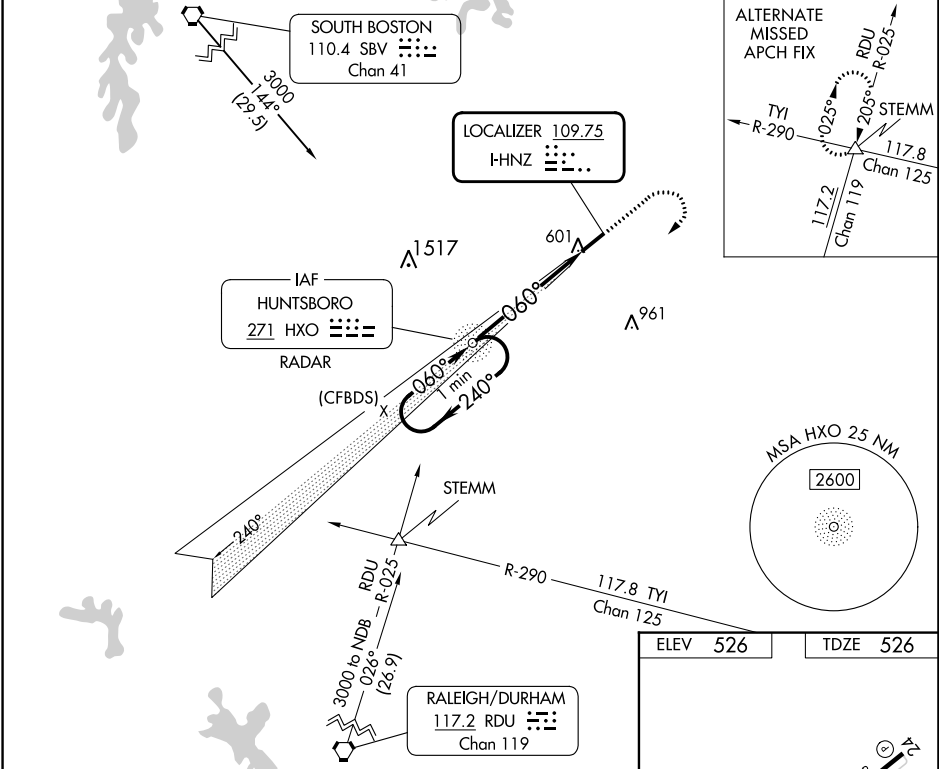 SOUTH BOSTON
110.4 SBV
Chan 41
3000
144°
(29.5)
ALTERNATE
MISSED
APCH FIX
RDU
R-025
TYI
R-290
025°
205°
STEMM
117.8
Chan 125
117.2
Chan 119
LOCALIZER 109.75
I-HNZ
1517
601
961
IAF
HUNTSBORO
271 HXO
RADAR
(CFBDS)
X
060°
060°
1 min
240°
240°
MSA HXO 25 NM
2600
STEMM
R-290
117.8 TYI
Chan 125
RDU
R-025
3000 to NDB
026°
(26.9)
RALEIGH/DURHAM
117.2 RDU
Chan 119
ELEV 526
TDZE 526
P
24